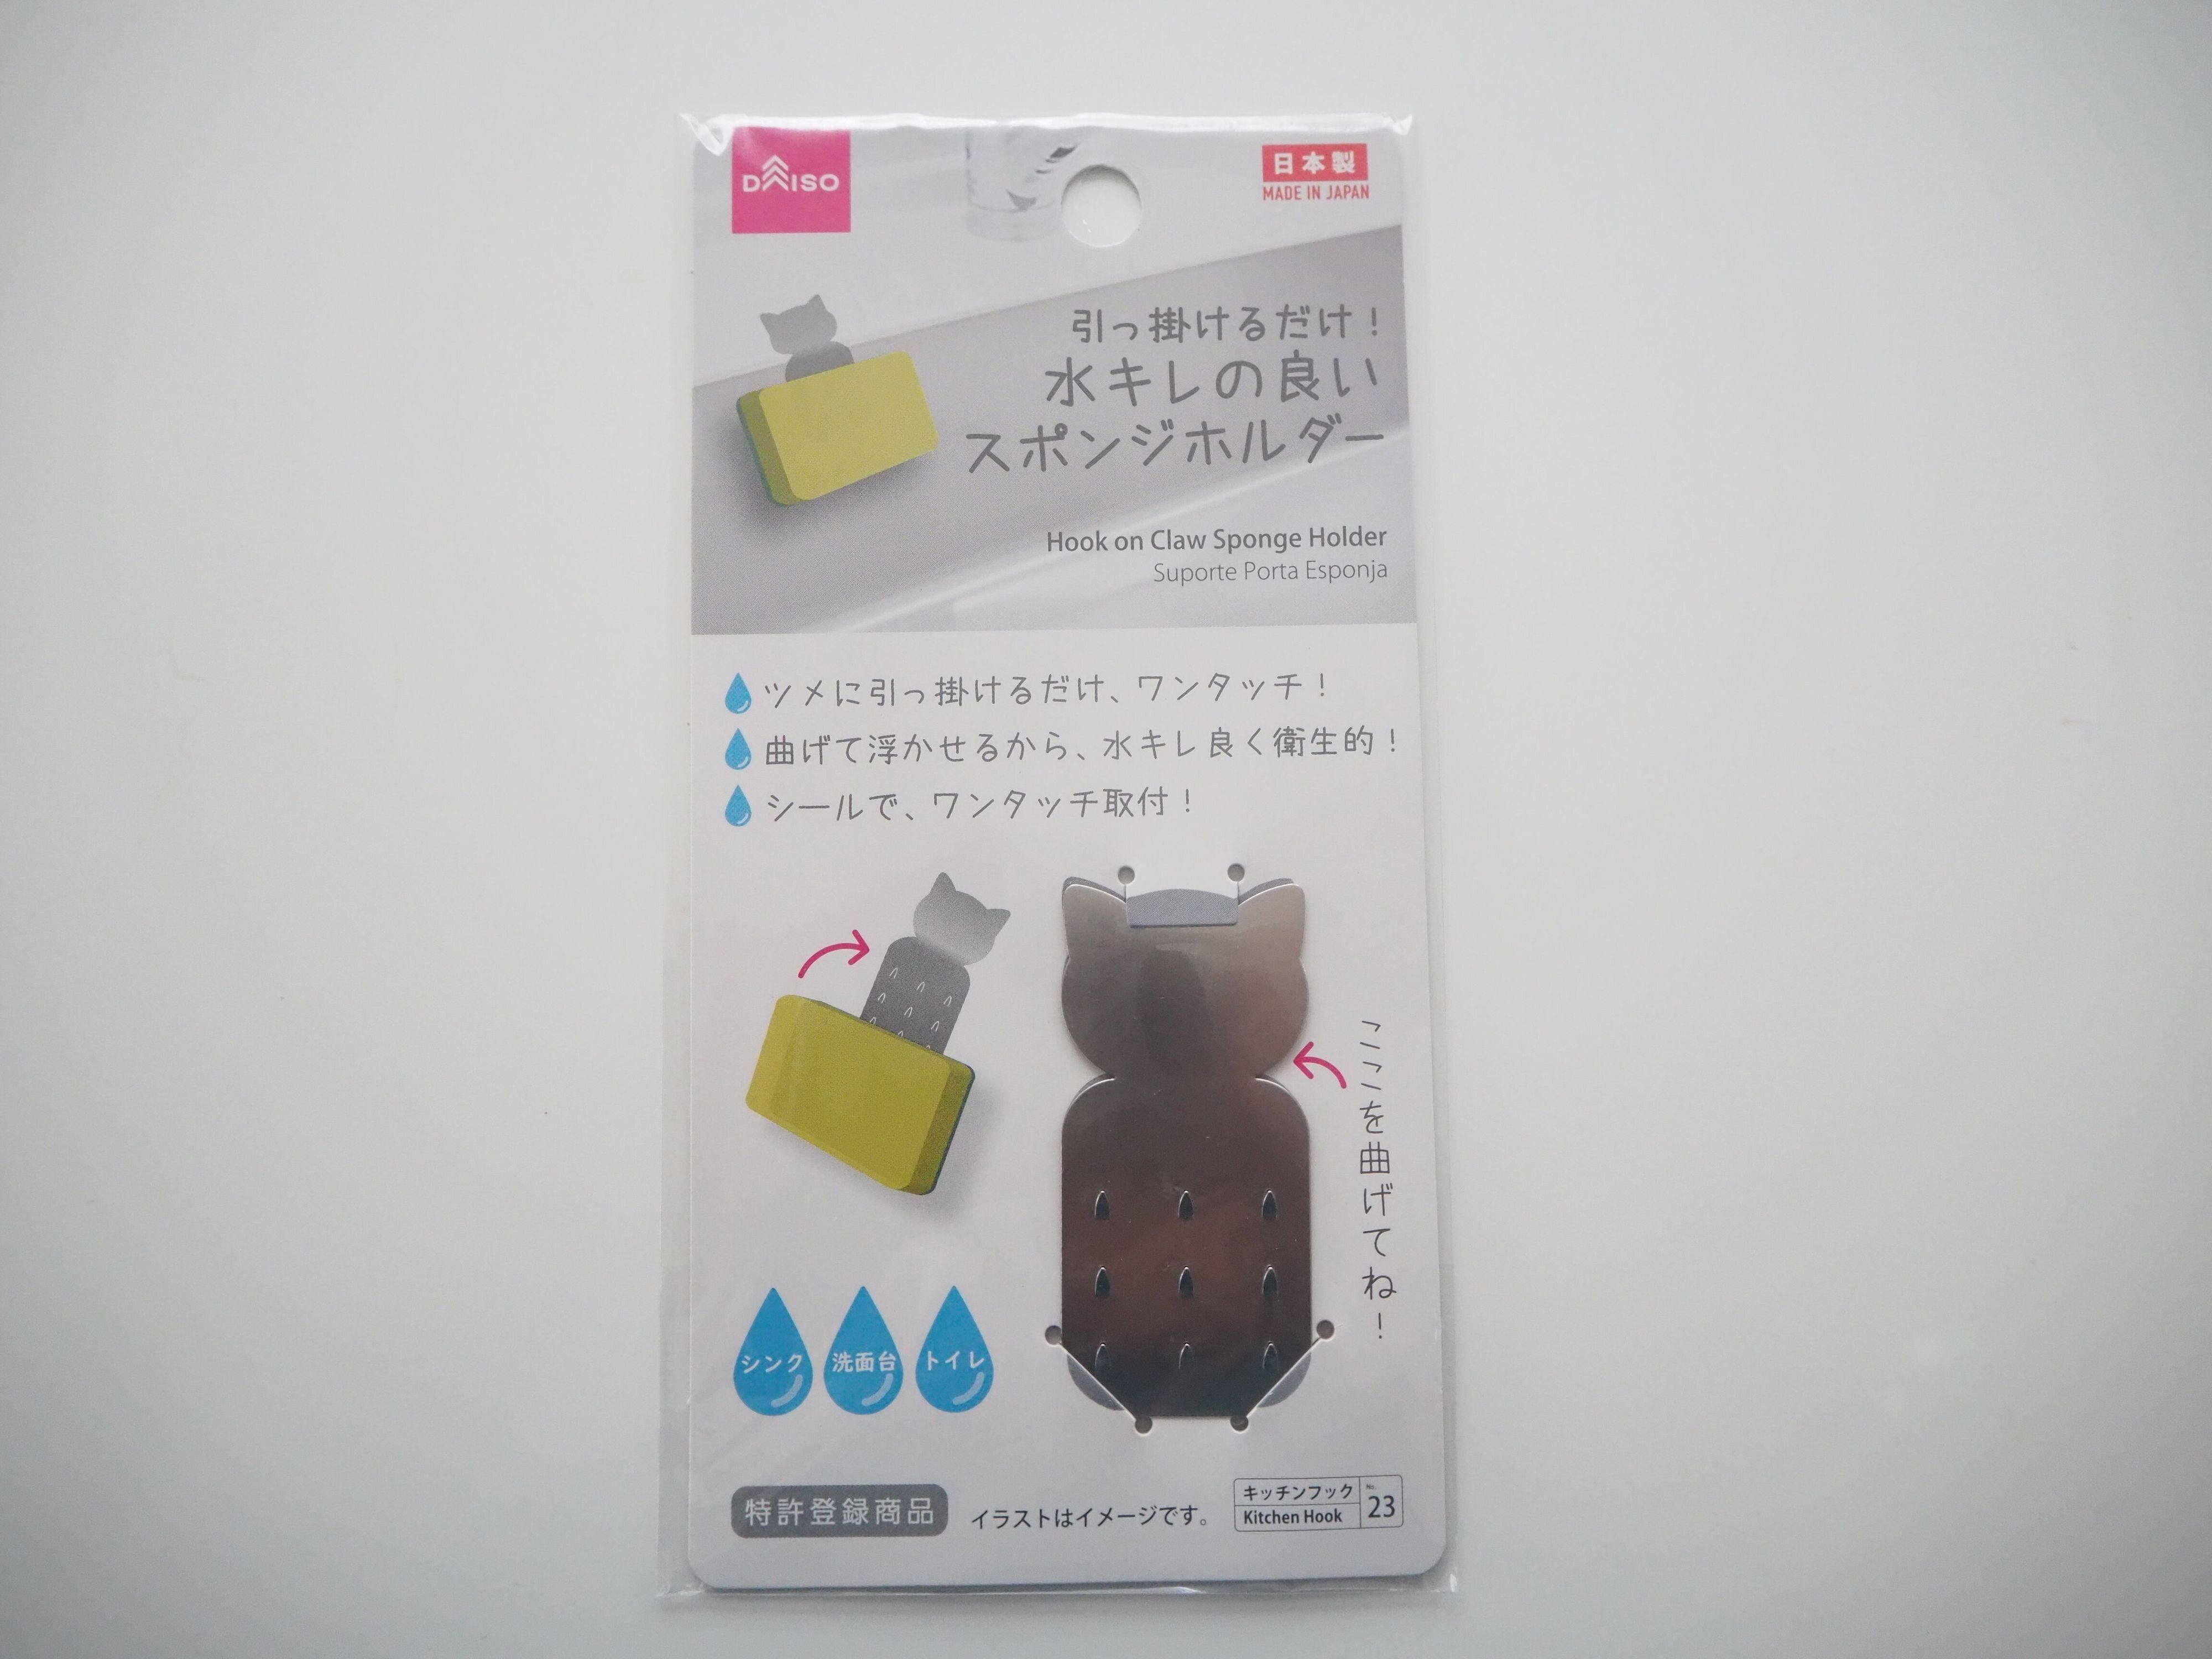 DAISO
日本製
MADE IN JAPAN
引っ掛けるだけ！
水キレの良い
スポンジホルダー
Hook on Claw Sponge Holder
Suporte Porta Esponja
ツメに引っ掛けるだけ、ワンタッチ！
曲げて浮かせるから、水キレ良く衛生的！
シールで、ワンタッチ取付！
ここを曲げてね！
シンク
洗面台
トイレ
特許登録商品
イラストはイメージです。
キッチンフック
Kitchen Hook
No.
23